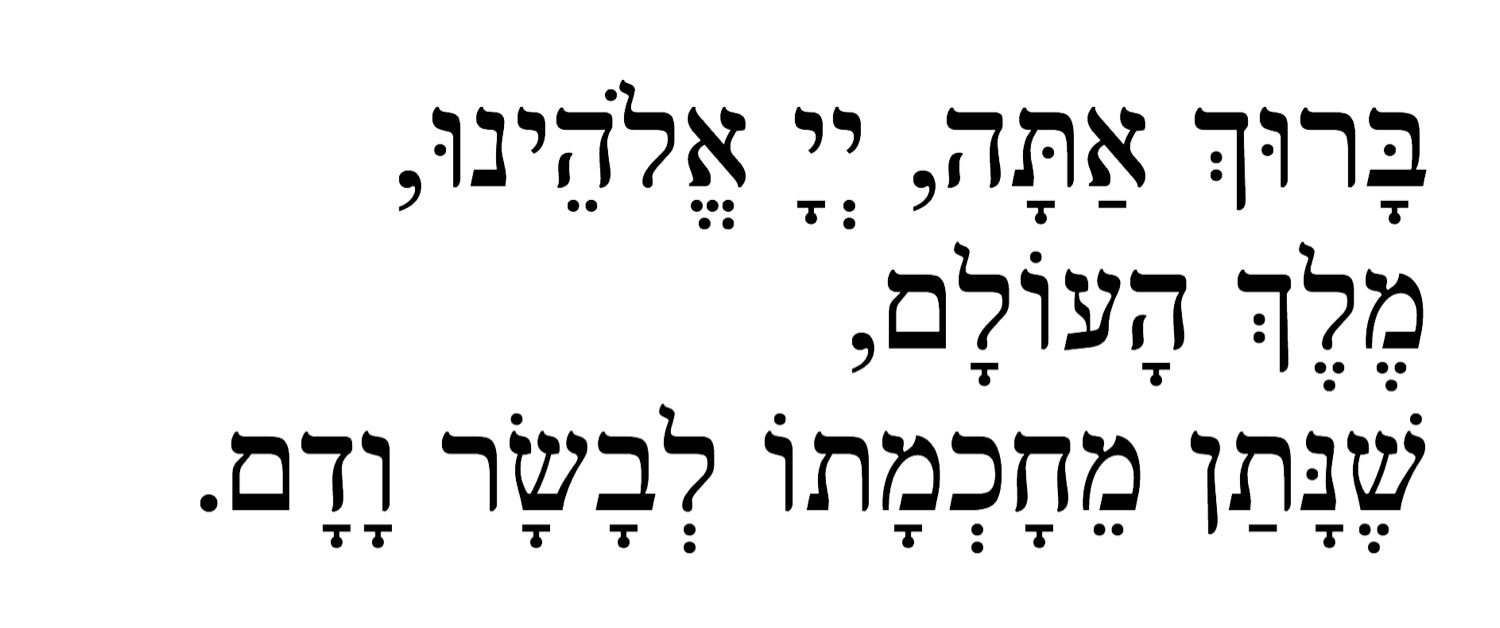 בָּרוּךְ אַתָּה, יְיָ אֱלֹהֵינוּ,
מֶלֶךְ הָעוֹלָם,
שֶׁנָּתַן מֵחָכְמָתוֹ לְבָשָׂר וָדָם.